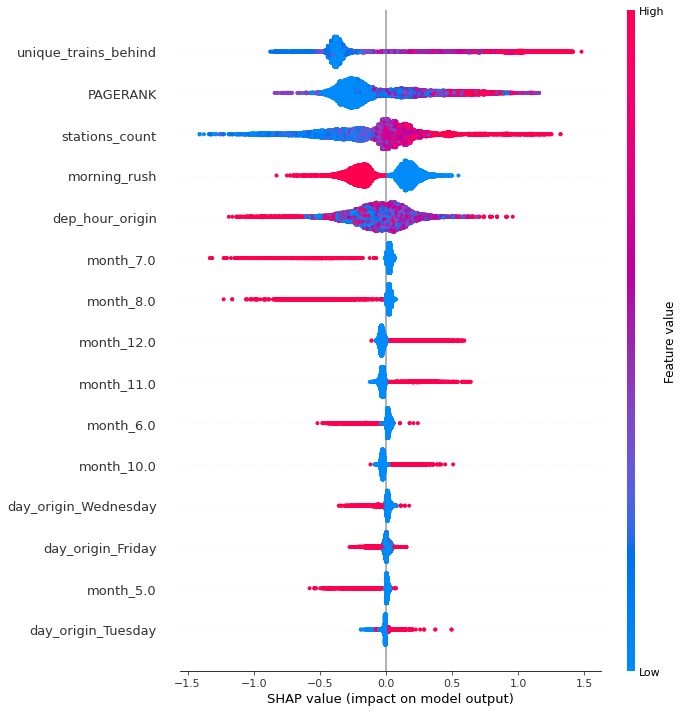 High
unique_trains_behind
PAGERANK
stations_count
morning_rush
dep_hour_origin
month_7.0
month_8.0
month_12.0
month_11.0
month_6.0
month_10.0
day_origin_Wednesday
day_origin_Friday
month_5.0
day_origin_Tuesday
Feature value
Low
−1.5 −1.0 −0.5 0.0 0.5 1.0 1.5
SHAP value (impact on model output)